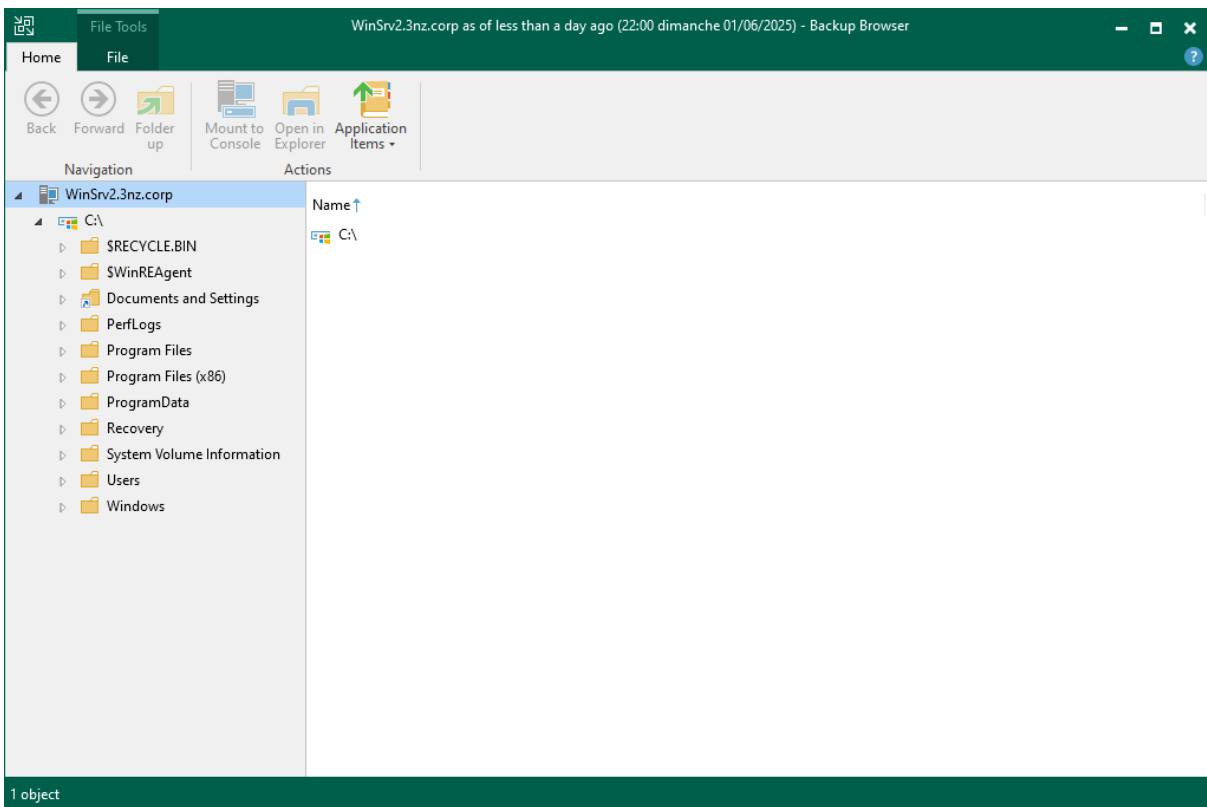 File Tools
WinSrv2.3nz.corp as of less than a day ago (22:00 dimanche 01/06/2025) - Backup Browser
Home
File
?
Back
Forward
Folder
up
Mount to
Console
Open in
Explorer
Application
Items
Navigation
Actions
WinSrv2.3nz.corp
C:\
$RECYCLE.BIN
$WinREAgent
Documents and Settings
PerfLogs
Program Files
Program Files (x86)
ProgramData
Recovery
System Volume Information
Users
Windows
Name
C:\
1 object